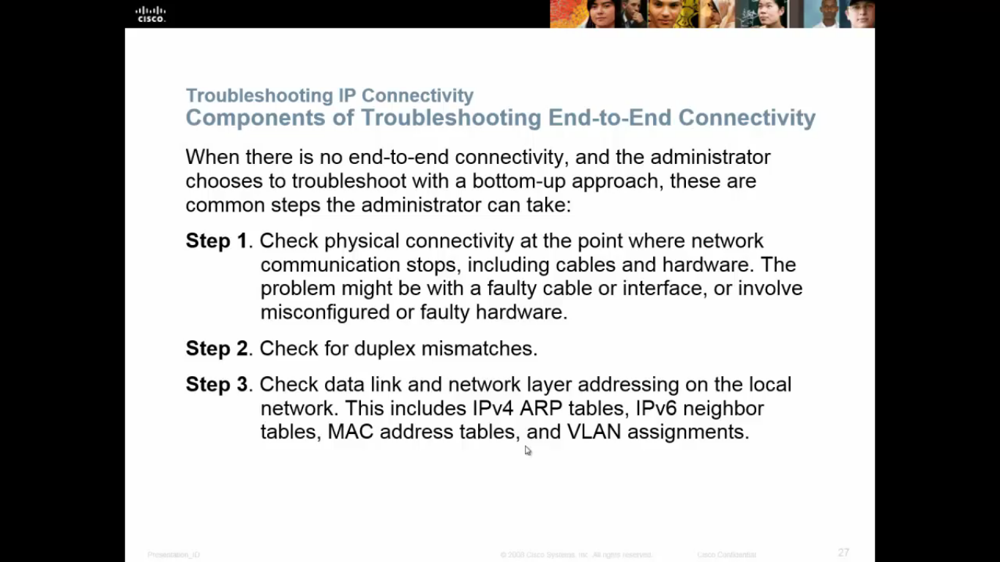 CISCO.
Troubleshooting IP Connectivity
Components of Troubleshooting End-to-End Connectivity
When there is no end-to-end connectivity, and the administrator
chooses to troubleshoot with a bottom-up approach, these are
common steps the administrator can take:
Step 1. Check physical connectivity at the point where network
communication stops, including cables and hardware. The
problem might be with a faulty cable or interface, or involve
misconfigured or faulty hardware.
Step 2. Check for duplex mismatches.
Step 3. Check data link and network layer addressing on the local
network. This includes IPv4 ARP tables, IPv6 neighbor
tables, MAC address tables, and VLAN assignments.
Presentation_ID
© 2008 Cisco Systems, Inc. All rights reserved.
Cisco Confidential
27